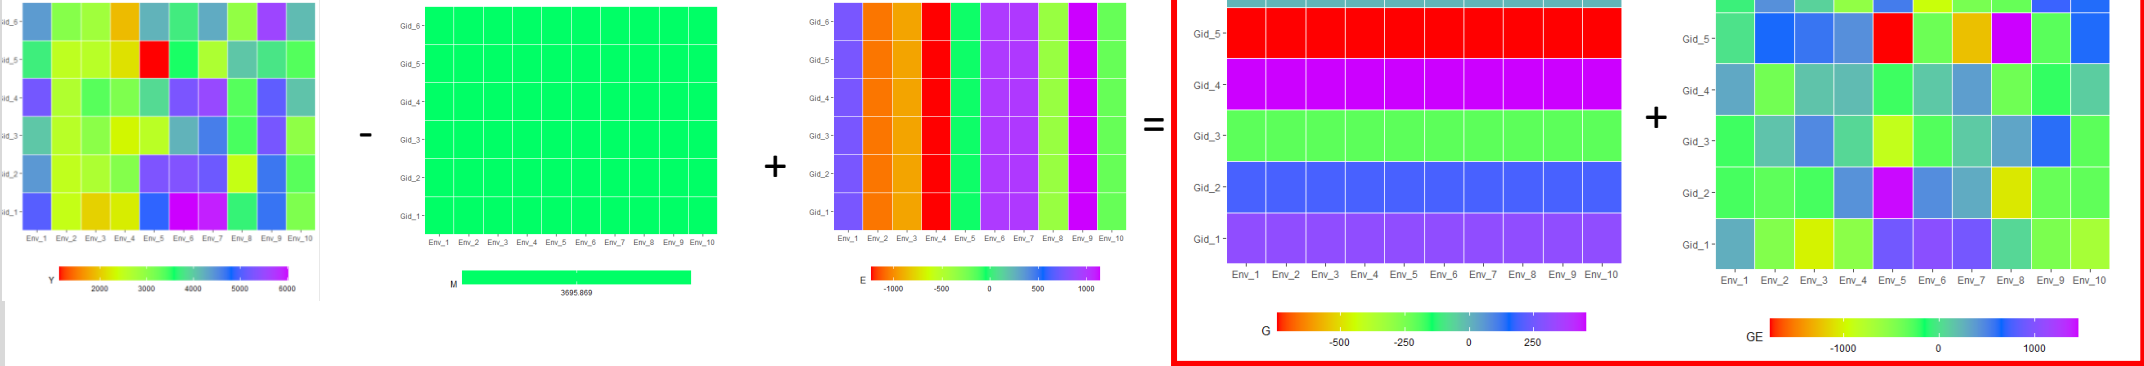 Gid_6
Gid_5
Gid_4
Gid_3
Gid_2
Gid_1
Env_1 Env_2 Env_3 Env_4 Env_5 Env_6 Env_7 Env_8 Env_9 Env_10
Y
2000 3000 4000 5000 6000
-
Gid_6
Gid_5
Gid_4
Gid_3
Gid_2
Gid_1
Env_1 Env_2 Env_3 Env_4 Env_5 Env_6 Env_7 Env_8 Env_9 Env_10
M
3695.869
+
Gid_6
Gid_5
Gid_4
Gid_3
Gid_2
Gid_1
Env_1 Env_2 Env_3 Env_4 Env_5 Env_6 Env_7 Env_8 Env_9 Env_10
E
-1000 -500 0 500 1000
=
Gid_5
Gid_4
Gid_3
Gid_2
Gid_1
Env_1 Env_2 Env_3 Env_4 Env_5 Env_6 Env_7 Env_8 Env_9 Env_10
G
-500 -250 0 250
+
Gid_5
Gid_4
Gid_3
Gid_2
Gid_1
Env_1 Env_2 Env_3 Env_4 Env_5 Env_6 Env_7 Env_8 Env_9 Env_10
GE
-1000 0 1000